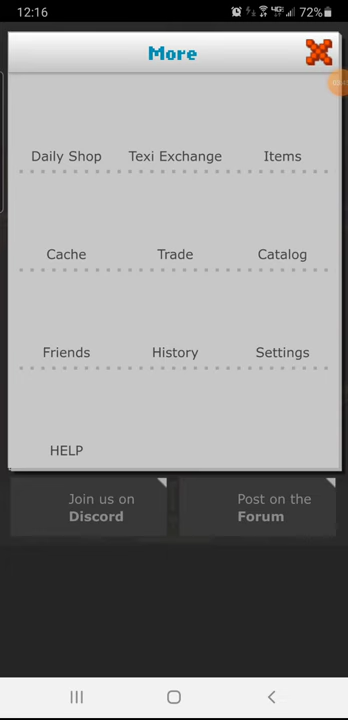 12:16
72%
More
Daily Shop Texi Exchange Items
Cache Trade Catalog
Friends History Settings
HELP
Join us on
Discord
Post on the
Forum